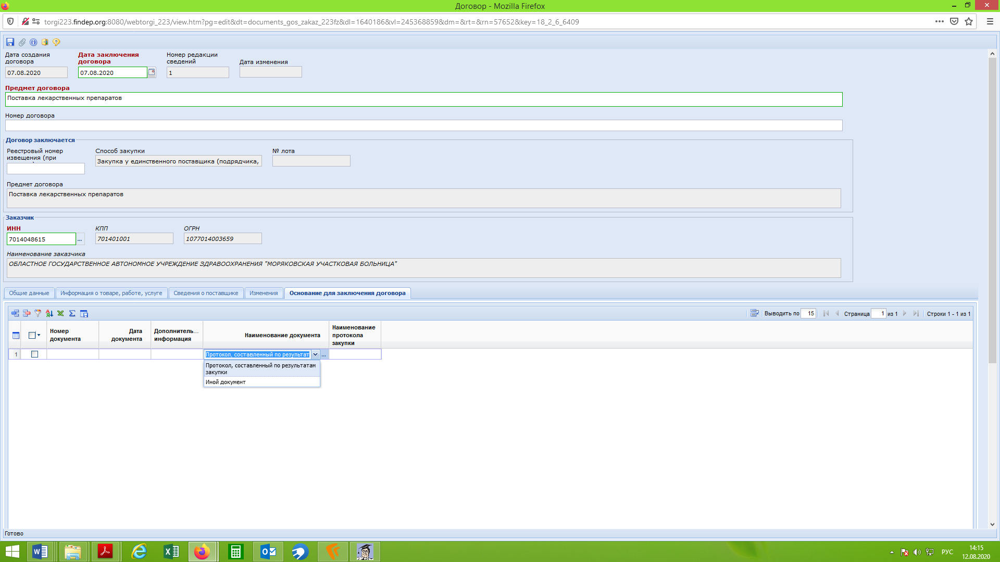 Договор - Mozilla Firefox
torgi223.findep.org:8080/webtorgi_223/view.htm?pg=edit&dt=documents_gos_zakaz_223fz&dl=1640186&vl=245368859&dm=&rt=&rn=57652&key=18_2_6_6409
Дата создания договора
Дата заключения договора
Номер редакции сведений
Дата изменения
07.08.2020
07.08.2020
1
Предмет договора
Поставка лекарственных препаратов
Номер договора
Договор заключается
Реестровый номер извещения (при
Способ закупки
№ лота
Закупка у единственного поставщика (подрядчика,
Предмет договора
Поставка лекарственных препаратов
Заказчик
ИНН
КПП
ОГРН
7014048615
...
701401001
1077014003659
Наименование заказчика
ОБЛАСТНОЕ ГОСУДАРСТВЕННОЕ АВТОНОМНОЕ УЧРЕЖДЕНИЕ ЗДРАВООХРАНЕНИЯ "МОРЯКОВСКАЯ УЧАСТКОВАЯ БОЛЬНИЦА"
Общие данные
Информация о товаре, работе, услуге
Сведения о поставщике
Изменения
Основание для заключения договора
Выводить по 15
Страница 1 из 1
Строки 1 - 1 из 1
Номер документа
Дата документа
Дополнитель... информация
Наименование документа
Наименование протокола закупки
1
Протокол, составленный по результат
...
Протокол, составленный по результатам
закупки
Иной документ
Готово
РУС
14:15
12.08.2020